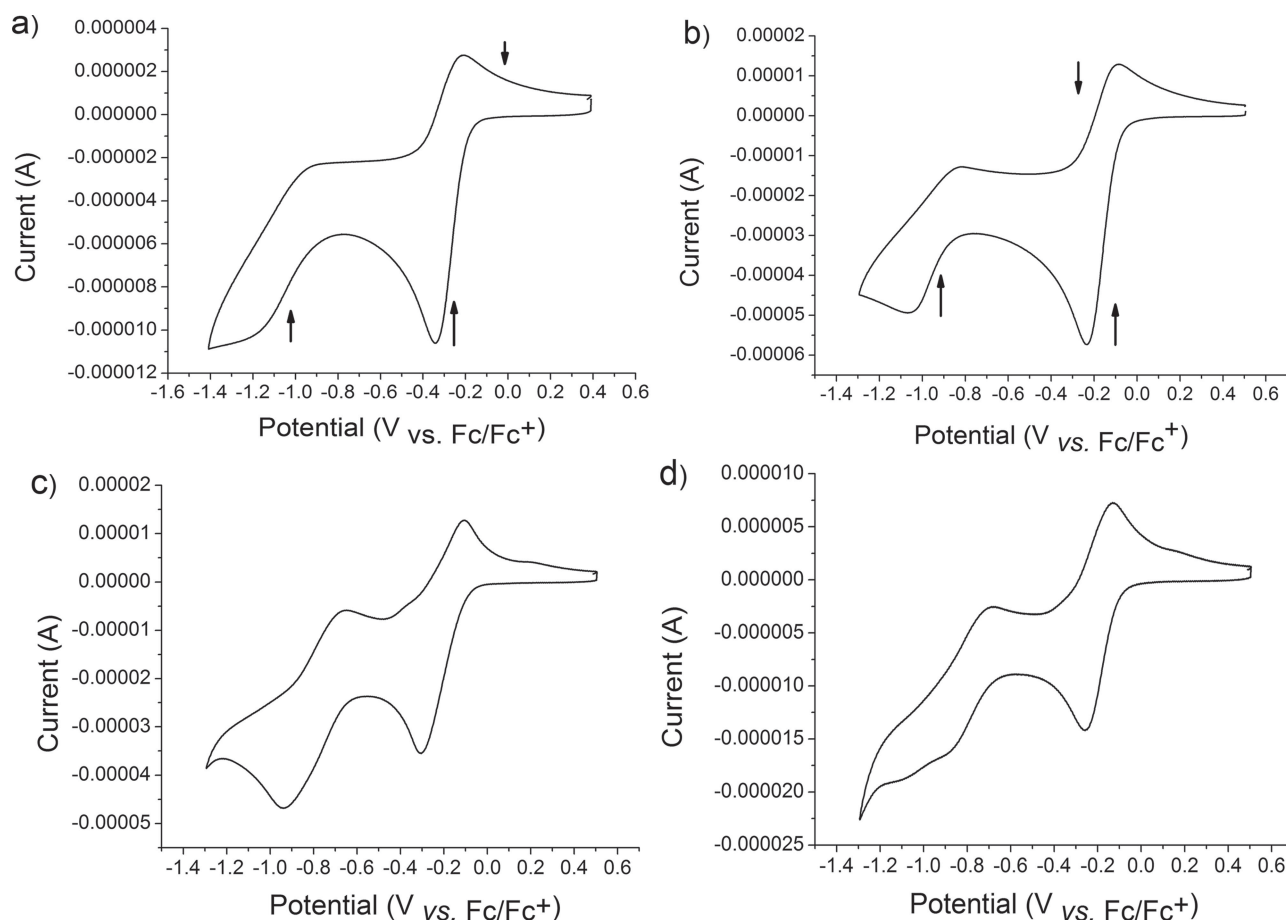 a)
0.000004
0.000002
0.000000
-0.000002
-0.000004
-0.000006
-0.000008
-0.000010
-0.000012
Current (A)
-1.6 -1.4 -1.2 -1.0 -0.8 -0.6 -0.4 -0.2 0.0 0.2 0.4 0.6
Potential (V vs. Fc/Fc+)
b)
0.00002
0.00001
0.00000
-0.00001
-0.00002
-0.00003
-0.00004
-0.00005
-0.00006
Current (A)
-1.4 -1.2 -1.0 -0.8 -0.6 -0.4 -0.2 0.0 0.2 0.4 0.6
Potential (V vs. Fc/Fc+)
c)
0.00002
0.00001
0.00000
-0.00001
-0.00002
-0.00003
-0.00004
-0.00005
Current (A)
-1.4 -1.2 -1.0 -0.8 -0.6 -0.4 -0.2 0.0 0.2 0.4 0.6
Potential (V vs. Fc/Fc+)
d)
0.000010
0.000005
0.000000
-0.000005
-0.000010
-0.000015
-0.000020
-0.000025
Current (A)
-1.4 -1.2 -1.0 -0.8 -0.6 -0.4 -0.2 0.0 0.2 0.4 0.6
Potential (V vs. Fc/Fc+)